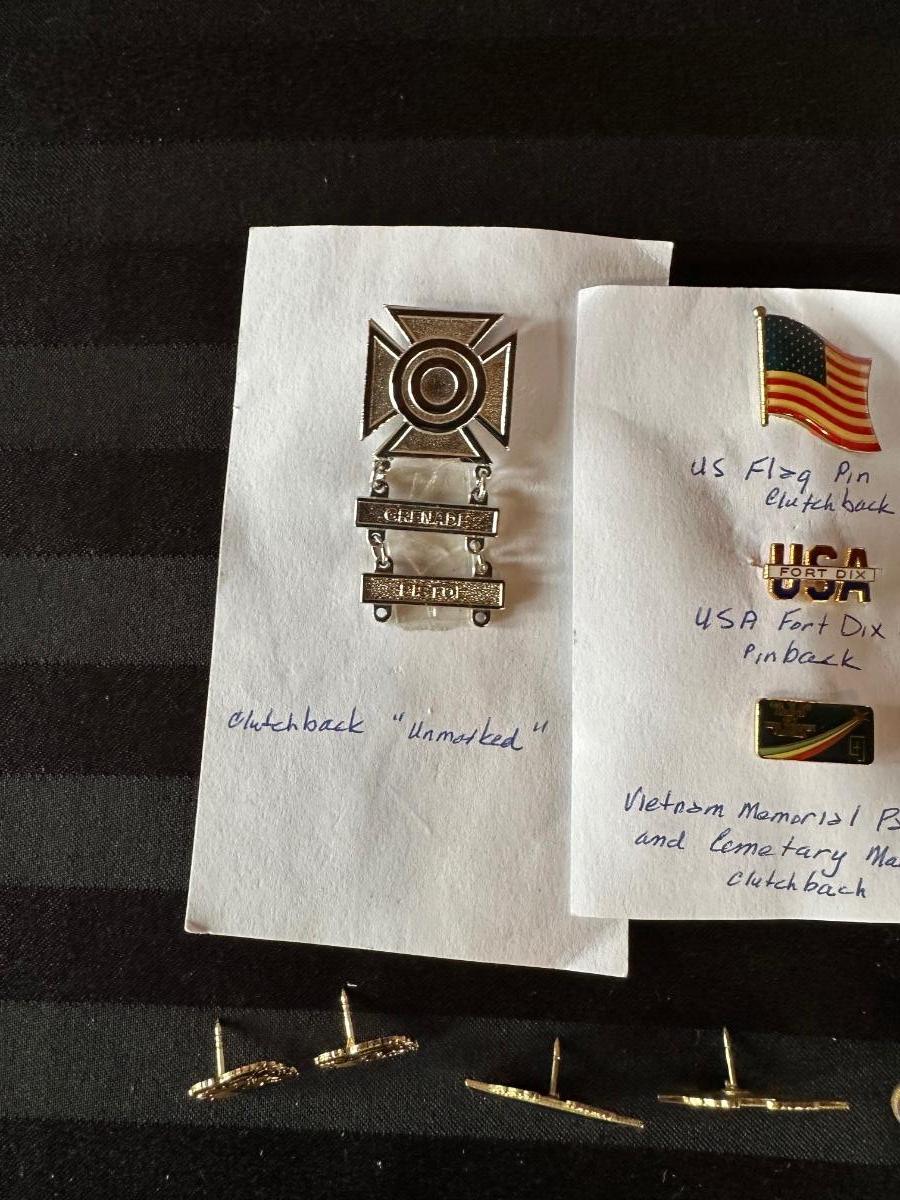 GRENADE
PISTOL
Clutchback "Unmarked"
US Flag Pin
Clutchback
USA
FORT DIX
USA Fort Dix
Pinback
Vietnam Memorial
and Cemetary
Clutchback